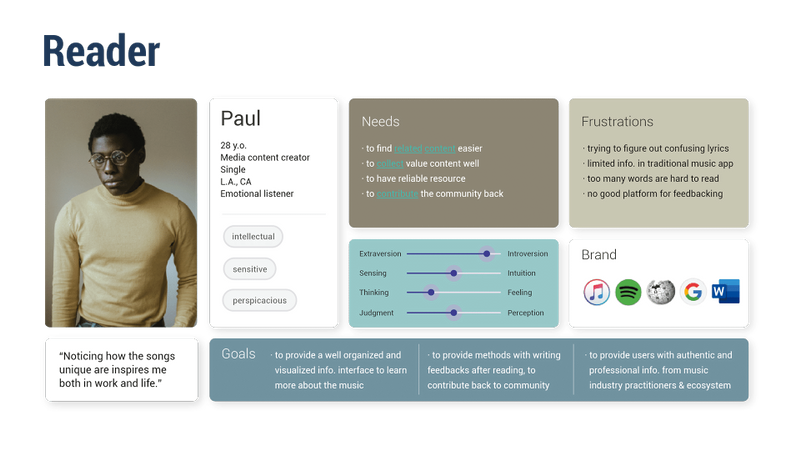 Reader
Paul
28 y.o.
Media content creator
Single
L.A., CA
Emotional listener
intellectual
sensitive
perspicacious
Needs
· to find related content easier
· to collect value content well
· to have reliable resource
· to contribute the community back
Frustrations
· trying to figure out confusing lyrics
· limited info. in traditional music app
· too many words are hard to read
· no good platform for feedbacking
Extraversion Introversion
Sensing Intuition
Thinking Feeling
Judgment Perception
Brand
W
G
W
“Noticing how the songs
unique are inspires me
both in work and life.”
Goals
· to provide a well organized and
visualized info. interface to learn
more about the music
· to provide methods with writing
feedbacks after reading, to
contribute back to community
· to provide users with authentic and
professional info. from music
industry practitioners & ecosystem